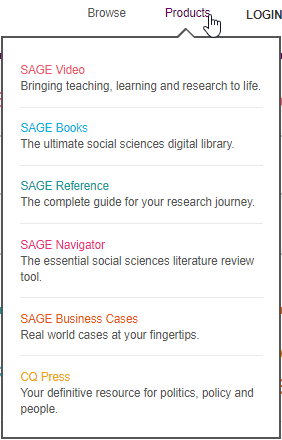 Browse Products LOGIN
SAGE Video
Bringing teaching, learning and research to life.
SAGE Books
The ultimate social sciences digital library.
SAGE Reference
The complete guide for your research journey.
SAGE Navigator
The essential social sciences literature review
tool.
SAGE Business Cases
Real world cases at your fingertips.
CQ Press
Your definitive resource for politics, policy and
people.